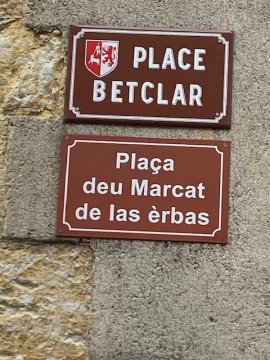 PLACE
BETCLAR
Plaça
deu Marcat
de las èrbas